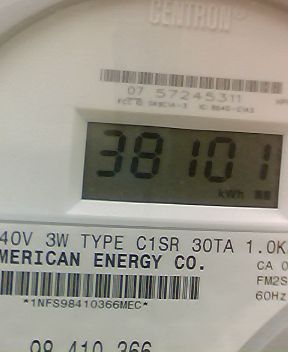 CENTRON
07 57245311
38101
kWh
40V 3W TYPE C1SR 30TA 1.0K
MERICAN ENERGY CO.
CA 0
FM2S
60Hz
*1NFS98410366MEC*
98 410 366